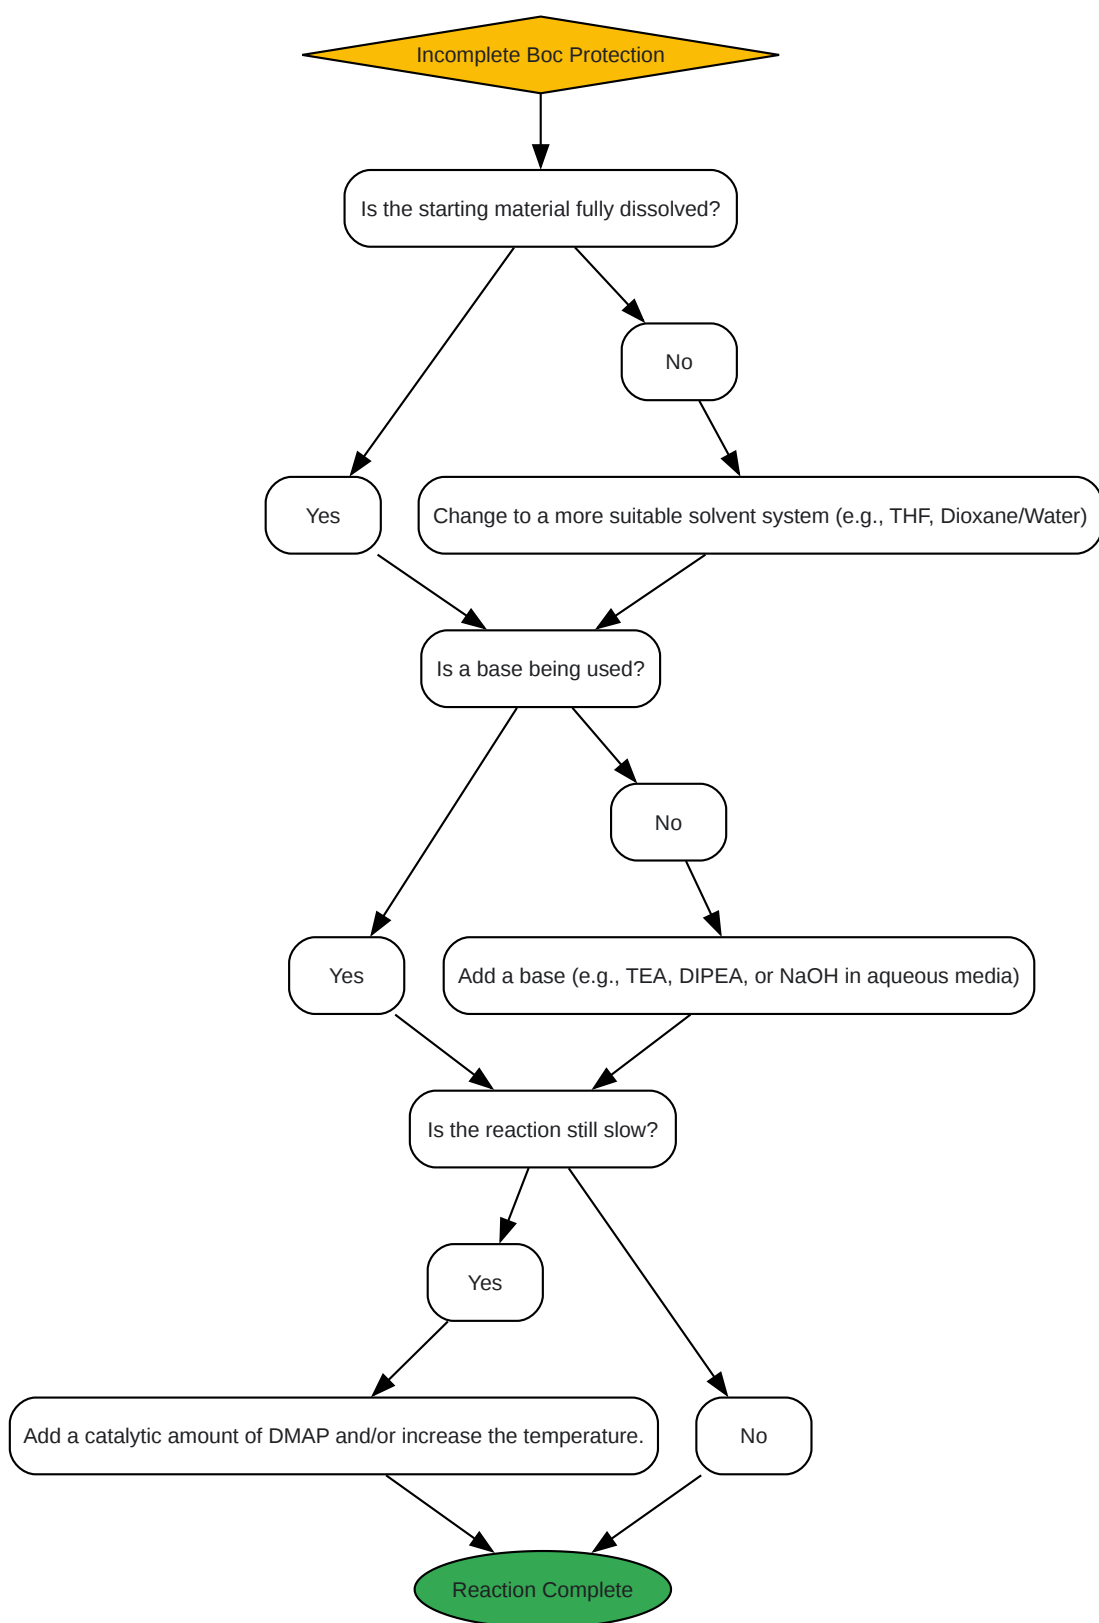 Incomplete Boc Protection
Is the starting material fully dissolved?
No
Yes
Change to a more suitable solvent system (e.g., THF, Dioxane/Water)
Is a base being used?
No
Yes
Add a base (e.g., TEA, DIPEA, or NaOH in aqueous media)
Is the reaction still slow?
Yes
Add a catalytic amount of DMAP and/or increase the temperature.
No
Reaction Complete